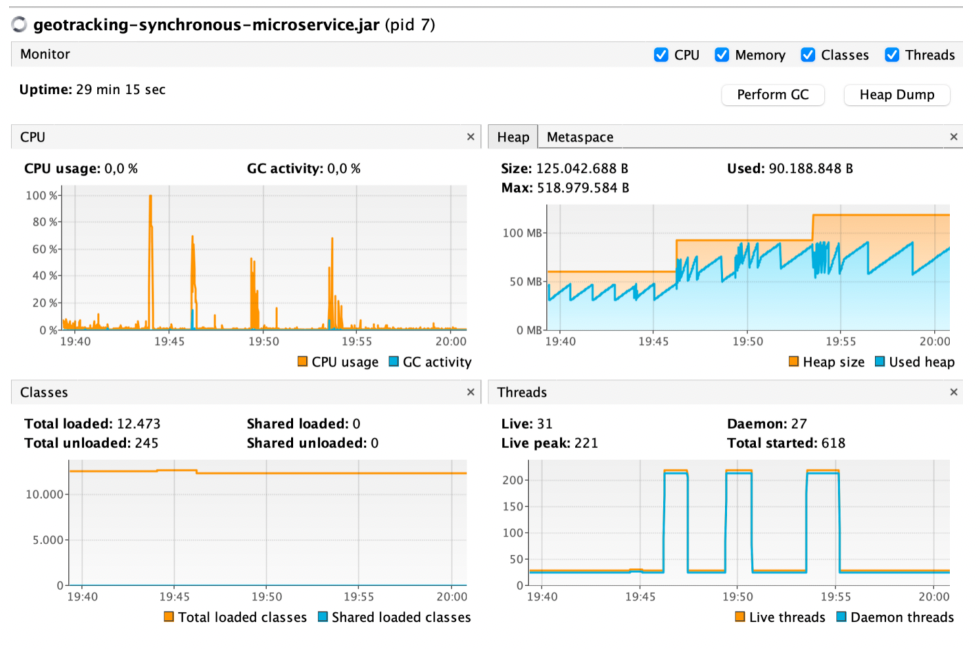 geotracking-synchronous-microservice.jar (pid 7)
Monitor
CPU Memory Classes Threads
Uptime: 29 min 15 sec
Perform GC Heap Dump
CPU ×
CPU usage: 0,0 % GC activity: 0,0 %
100 %
80 %
60 %
40 %
20 %
0 %
19:40 19:45 19:50 19:55 20:00
CPU usage GC activity
Heap Metaspace ×
Size: 125.042.688 B Used: 90.188.848 B
Max: 518.979.584 B
100 MB
50 MB
0 MB
19:40 19:45 19:50 19:55 20:00
Heap size Used heap
Classes ×
Total loaded: 12.473 Shared loaded: 0
Total unloaded: 245 Shared unloaded: 0
10.000
5.000
0
19:40 19:45 19:50 19:55 20:00
Total loaded classes Shared loaded classes
Threads ×
Live: 31 Daemon: 27
Live peak: 221 Total started: 618
200
150
100
50
0
19:40 19:45 19:50 19:55 20:00
Live threads Daemon threads